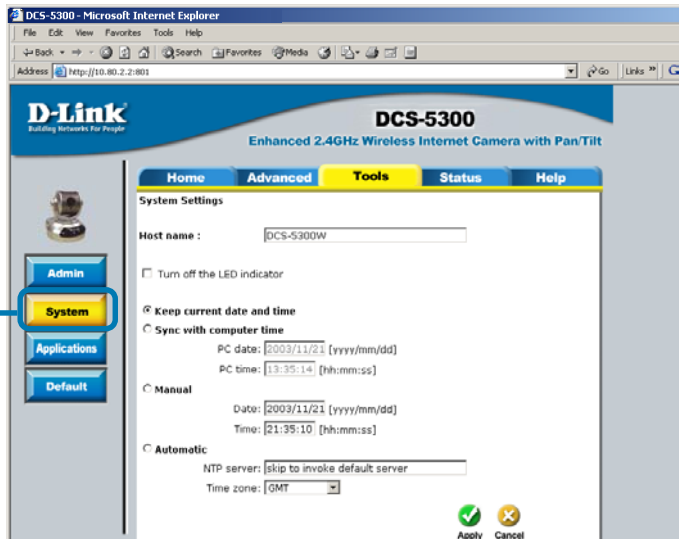 DCS-5300 - Microsoft Internet Explorer
File Edit View Favorites Tools Help
Back Search Favorites Media
Address http://10.80.2.2:801 Go Links »
D-Link
Building Networks For People
DCS-5300
Enhanced 2.4GHz Wireless Internet Camera with Pan/Tilt
Home Advanced Tools Status Help
System Settings
Host name : DCS-5300W
Turn off the LED indicator
Admin
System
Applications
Default
Keep current date and time
Sync with computer time
PC date: 2003/11/21 [yyyy/mm/dd]
PC time: 13:35:14 [hh:mm:ss]
Manual
Date: 2003/11/21 [yyyy/mm/dd]
Time: 21:35:10 [hh:mm:ss]
Automatic
NTP server: skip to invoke default server
Time zone: GMT
Apply Cancel